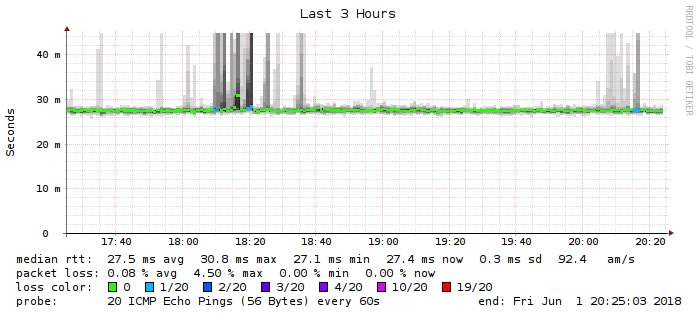 Last 3 Hours
RRDTOOL / TOBI OETIKER
Seconds
40 m
30 m
20 m
10 m
0
17:40 18:00 18:20 18:40 19:00 19:20 19:40 20:00 20:20
median rtt: 27.5 ms avg 30.8 ms max 27.1 ms min 27.4 ms now 0.3 ms sd 92.4 am/s
packet loss: 0.08 % avg 4.50 % max 0.00 % min 0.00 % now
loss color: 0 1/20 2/20 3/20 4/20 10/20 19/20
probe: 20 ICMP Echo Pings (56 Bytes) every 60s end: Fri Jun 1 20:25:03 2018